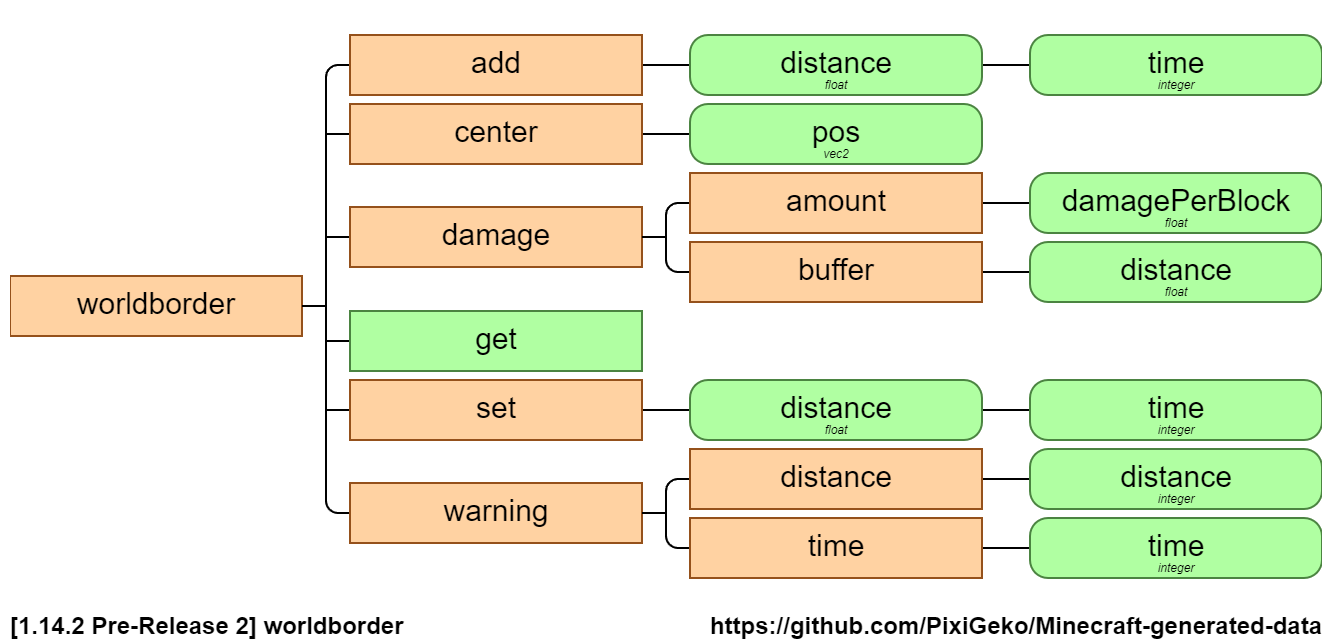 add
distance
float
time
integer
center
pos
vec2
amount
damagePerBlock
float
damage
buffer
distance
float
worldborder
get
set
distance
float
time
integer
distance
distance
integer
warning
time
time
integer
[1.14.2 Pre-Release 2] worldborder
https://github.com/PixiGeko/Minecraft-generated-data